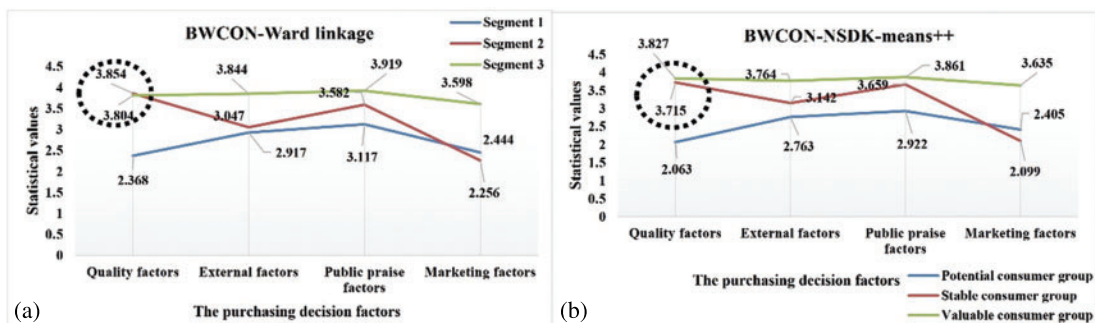 BWCON-Ward linkage
Segment 1
Segment 2
Segment 3
Statistical values
4.5
4
3.5
3
2.5
2
1.5
1
0.5
0
3.854
3.804
2.368
3.844
3.047
2.917
3.919
3.582
3.117
3.598
2.444
2.256
Quality factors
External factors
Public praise
factors
Marketing factors
The purchasing decision factors
(a)
BWCON-NSDK-means++
Statistical values
4.5
4
3.5
3
2.5
2
1.5
1
0.5
0
3.827
3.715
2.063
3.764
3.142
2.763
3.861
3.659
2.922
3.635
2.405
2.099
Quality factors
External factors
Public praise
factors
Marketing factors
The purchasing decision factors
Potential consumer group
Stable consumer group
Valuable consumer group
(b)